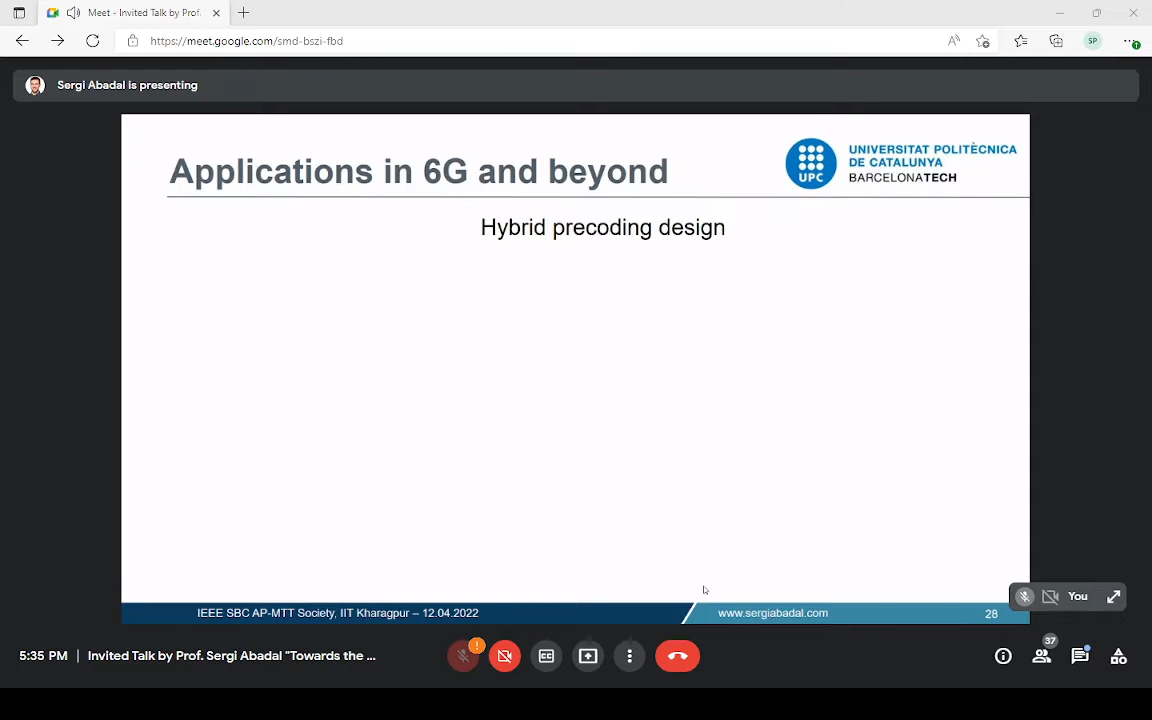 Meet - Invited Talk by Prof.
https://meet.google.com/smd-bszi-fbd
SP
Sergi Abadal is presenting
Applications in 6G and beyond
UPC
UNIVERSITAT POLITÈCNICA
DE CATALUNYA
BARCELONATECH
Hybrid precoding design
IEEE SBC AP-MTT Society, IIT Kharagpur – 12.04.2022
www.sergiabadal.com
28
You
5:35 PM | Invited Talk by Prof. Sergi Abadal "Towards the ...
CC
37